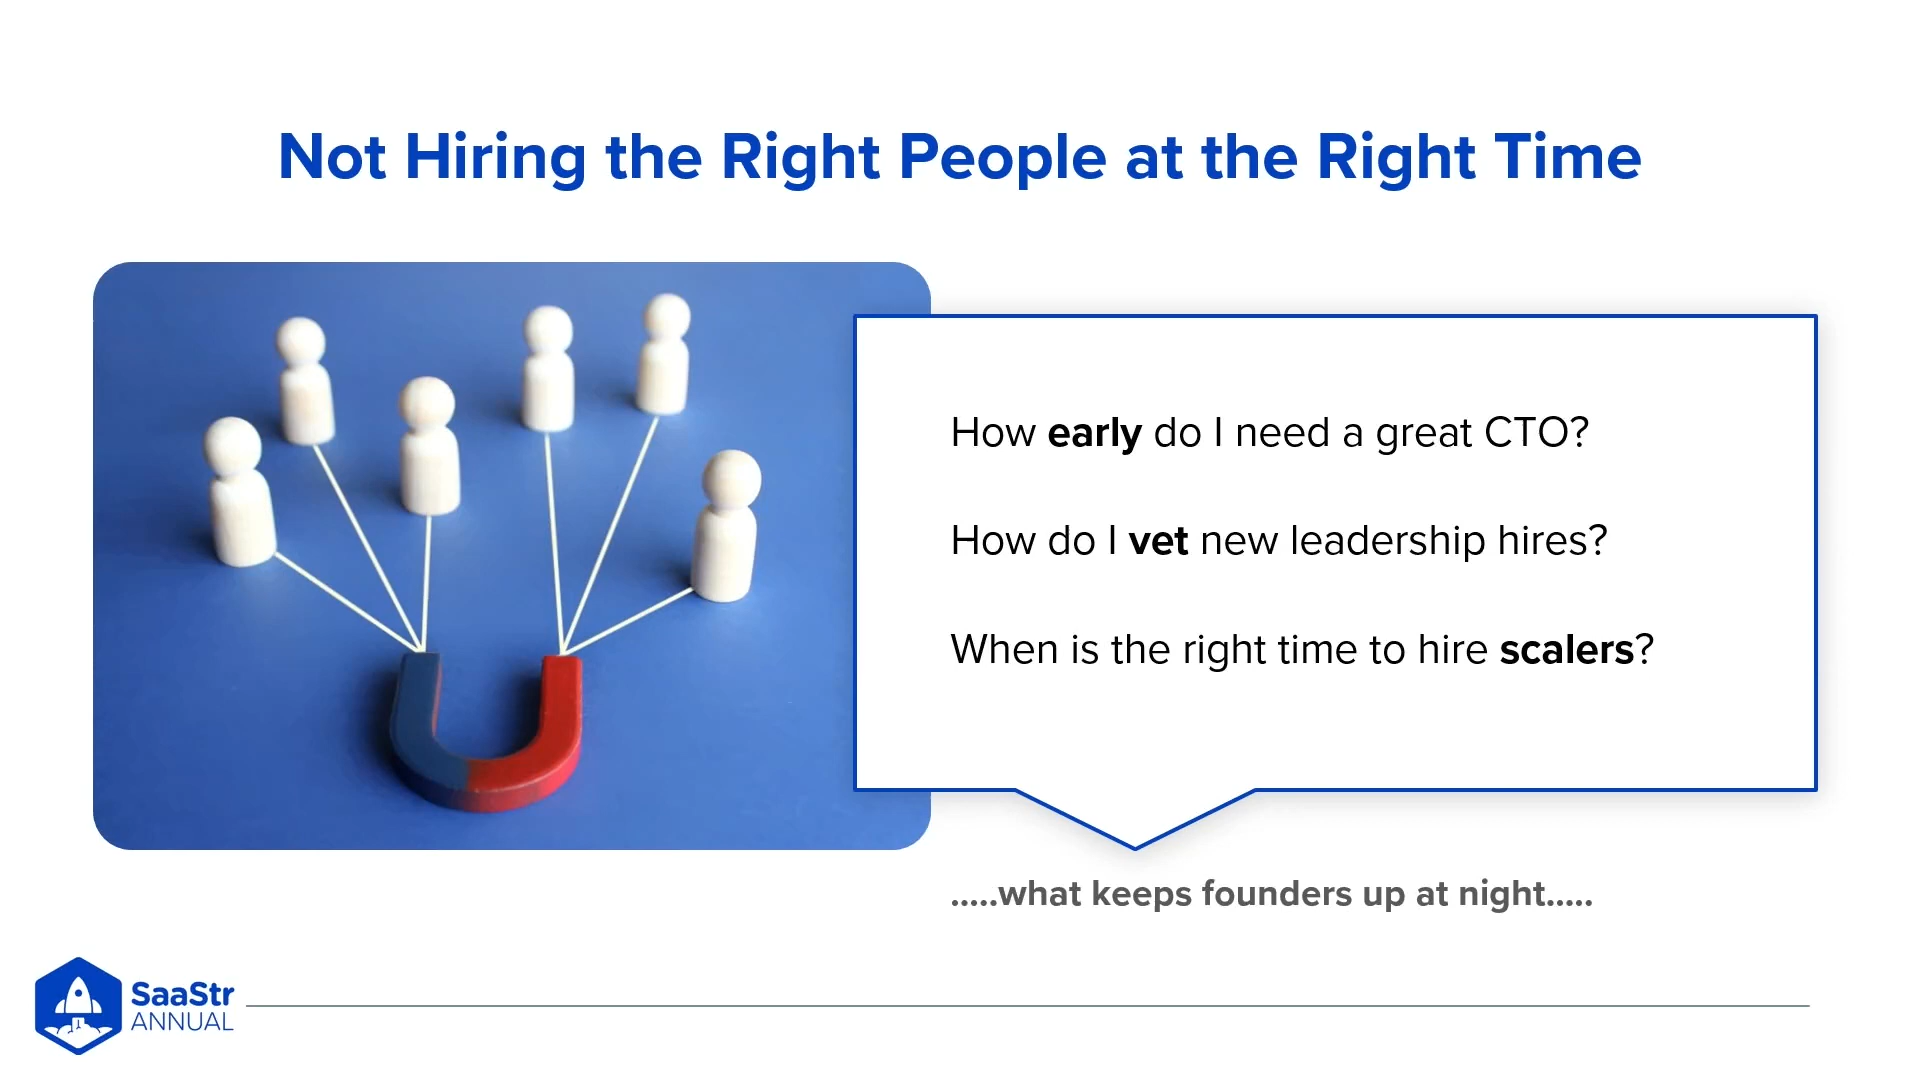 Not Hiring the Right People at the Right Time
How early do I need a great CTO?
How do I vet new leadership hires?
When is the right time to hire scalers?
.....what keeps founders up at night.....
SaaStr
ANNUAL